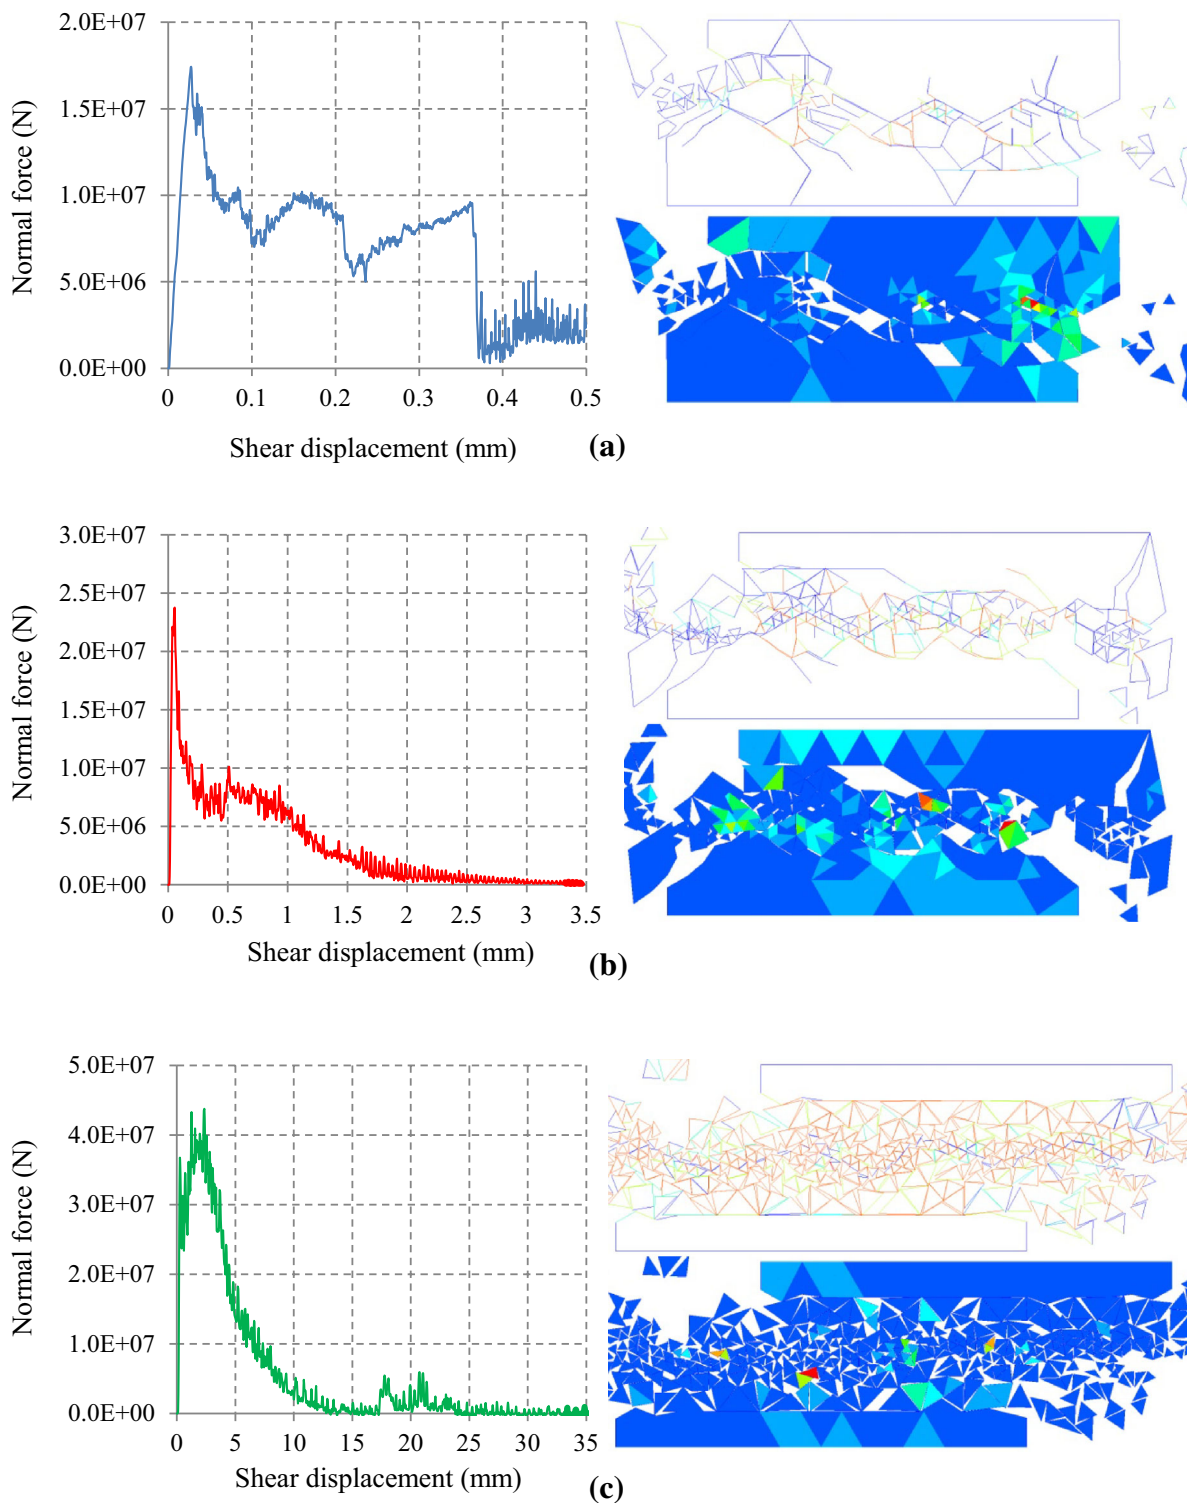 2.0E+07
1.5E+07
1.0E+07
5.0E+06
0.0E+00
Normal force (N)
0 0.1 0.2 0.3 0.4 0.5
Shear displacement (mm)
(a)
3.0E+07
2.5E+07
2.0E+07
1.5E+07
1.0E+07
5.0E+06
0.0E+00
Normal force (N)
0 0.5 1 1.5 2 2.5 3 3.5
Shear displacement (mm)
(b)
5.0E+07
4.0E+07
3.0E+07
2.0E+07
1.0E+07
0.0E+00
Normal force (N)
0 5 10 15 20 25 30 35
Shear displacement (mm)
(c)